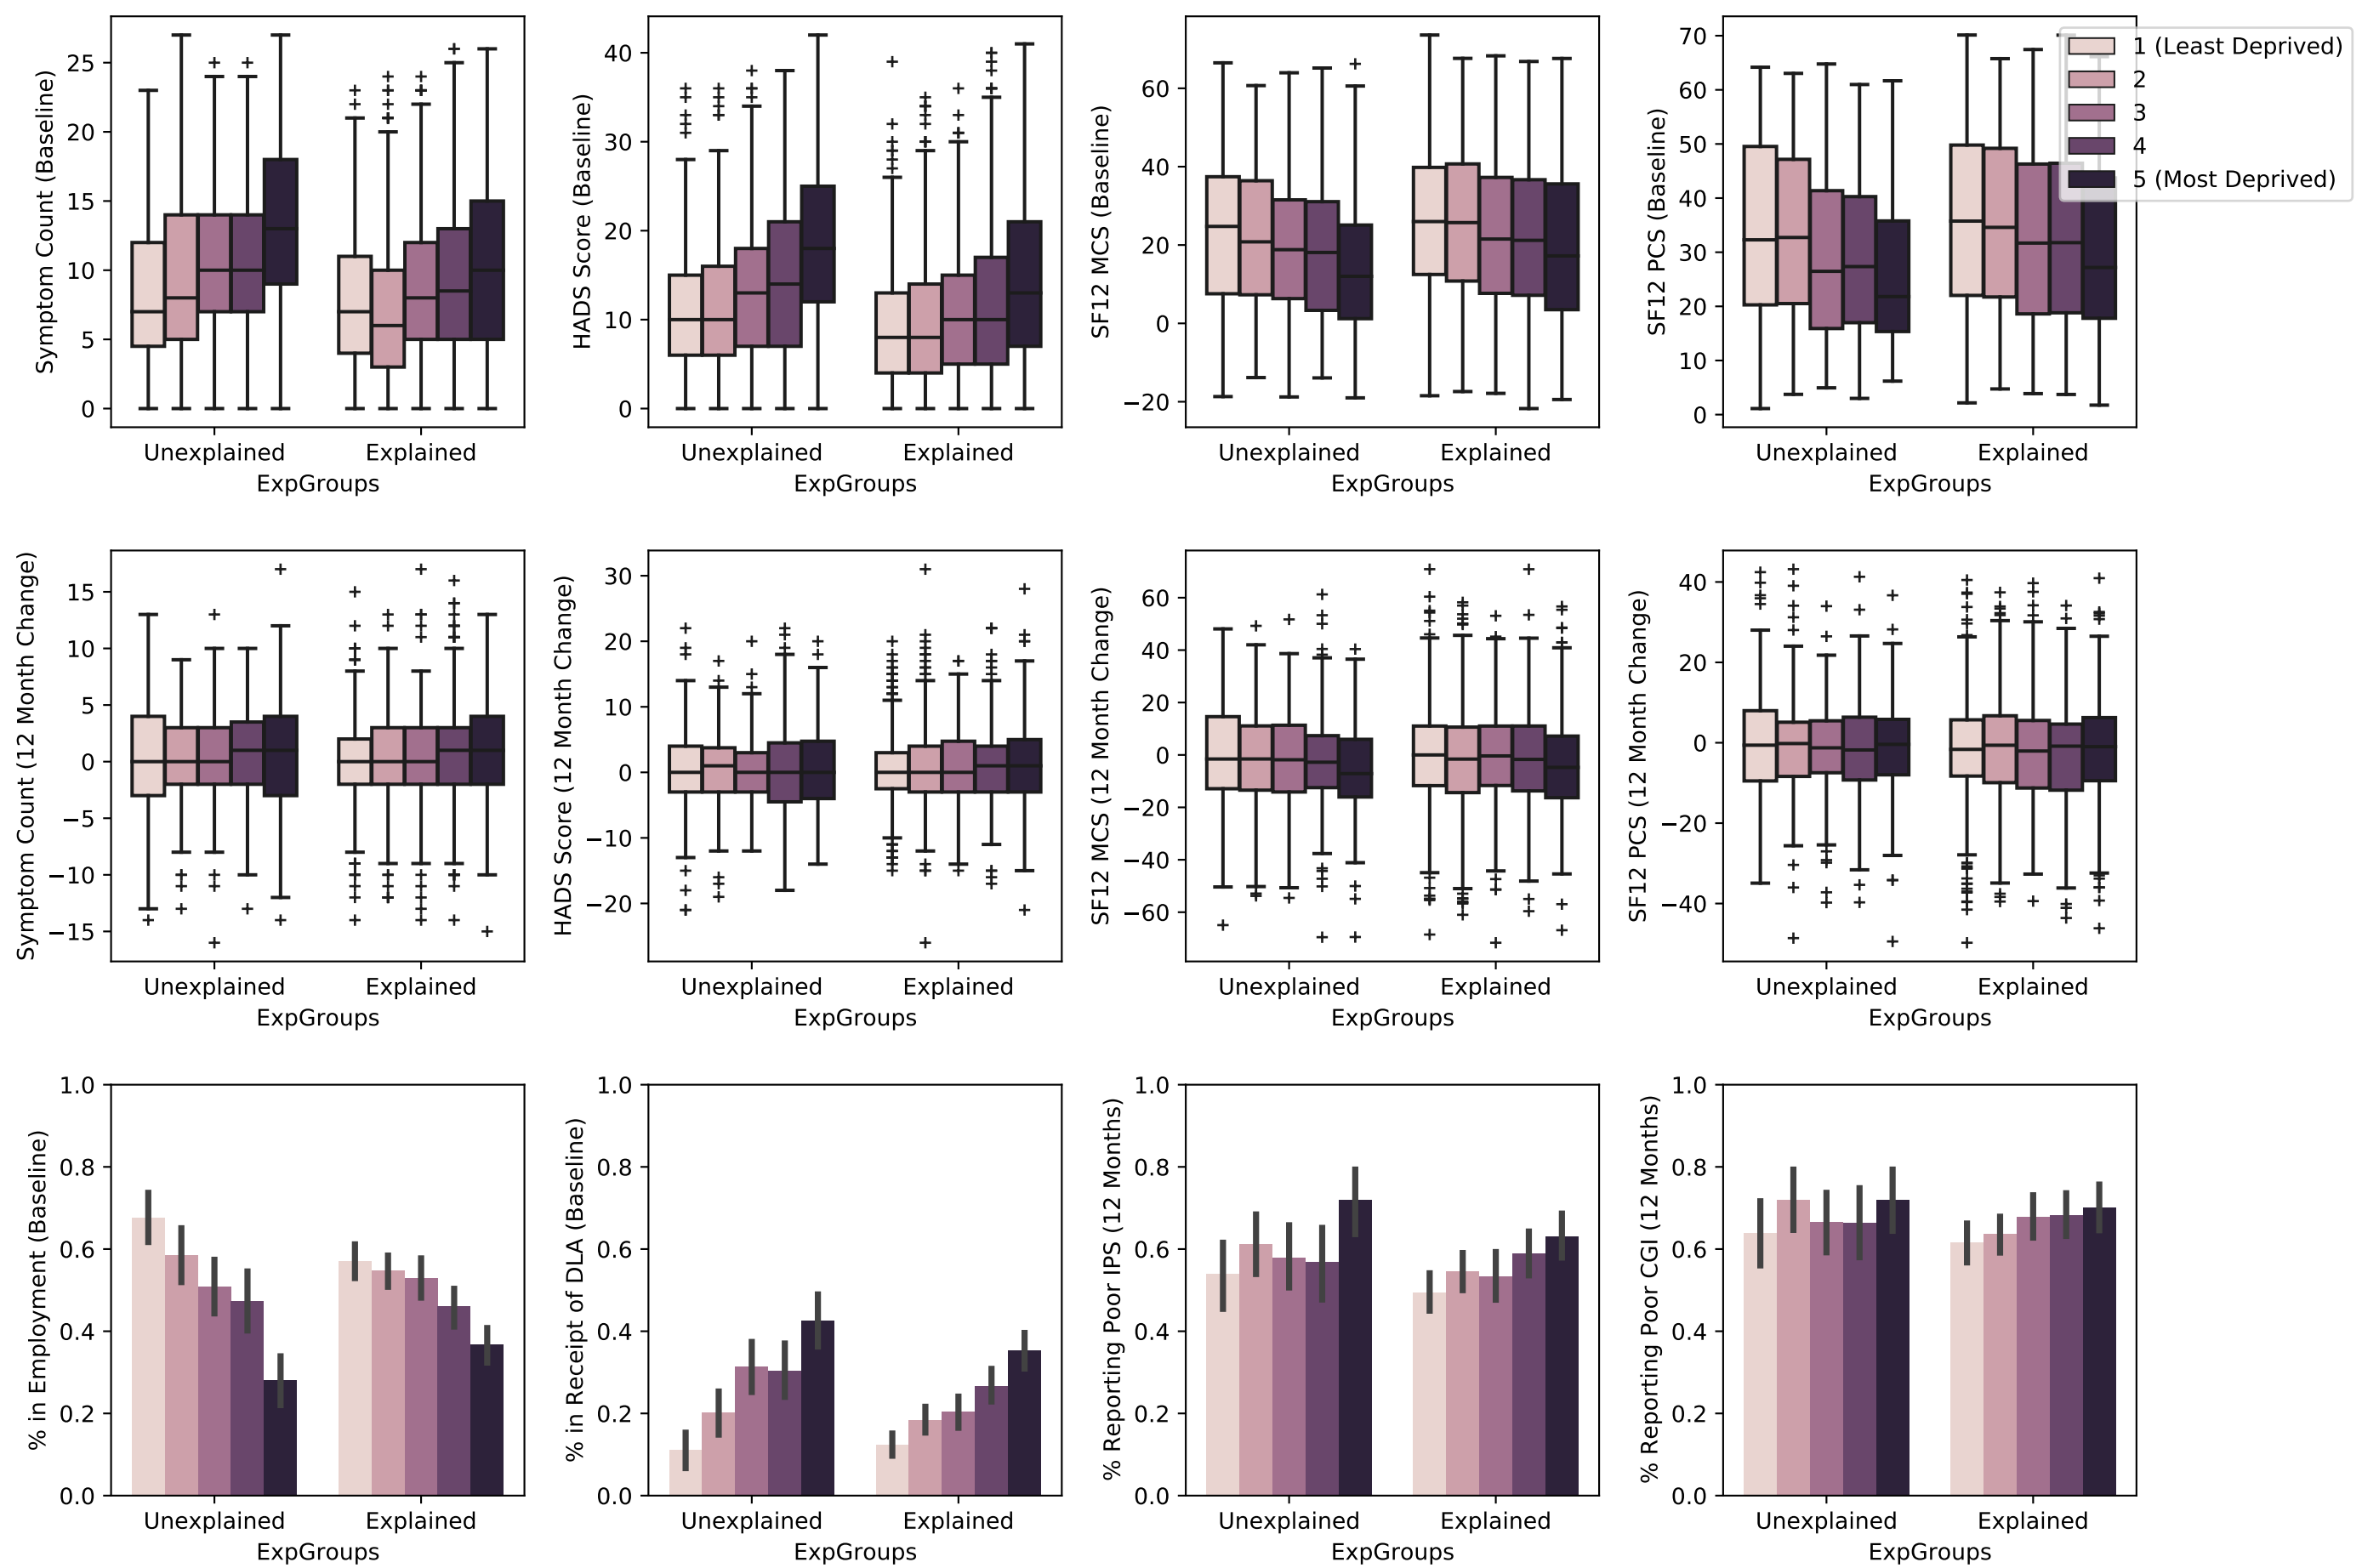 Symptom Count (Baseline)
25
20
15
10
5
0
Unexplained Explained
ExpGroups
HADS Score (Baseline)
40
30
20
10
0
Unexplained Explained
ExpGroups
SF12 MCS (Baseline)
60
40
20
0
−20
Unexplained Explained
ExpGroups
SF12 PCS (Baseline)
70
60
50
40
30
20
10
0
Unexplained Explained
ExpGroups
1 (Least Deprived)
2
3
4
5 (Most Deprived)
Symptom Count (12 Month Change)
15
10
5
0
−5
−10
−15
Unexplained Explained
ExpGroups
HADS Score (12 Month Change)
30
20
10
0
−10
−20
Unexplained Explained
ExpGroups
SF12 MCS (12 Month Change)
60
40
20
0
−20
−40
−60
Unexplained Explained
ExpGroups
SF12 PCS (12 Month Change)
40
20
0
−20
−40
Unexplained Explained
ExpGroups
% in Employment (Baseline)
1.0
0.8
0.6
0.4
0.2
0.0
Unexplained Explained
ExpGroups
% in Receipt of DLA (Baseline)
1.0
0.8
0.6
0.4
0.2
0.0
Unexplained Explained
ExpGroups
% Reporting Poor IPS (12 Months)
1.0
0.8
0.6
0.4
0.2
0.0
Unexplained Explained
ExpGroups
% Reporting Poor CGI (12 Months)
1.0
0.8
0.6
0.4
0.2
0.0
Unexplained Explained
ExpGroups